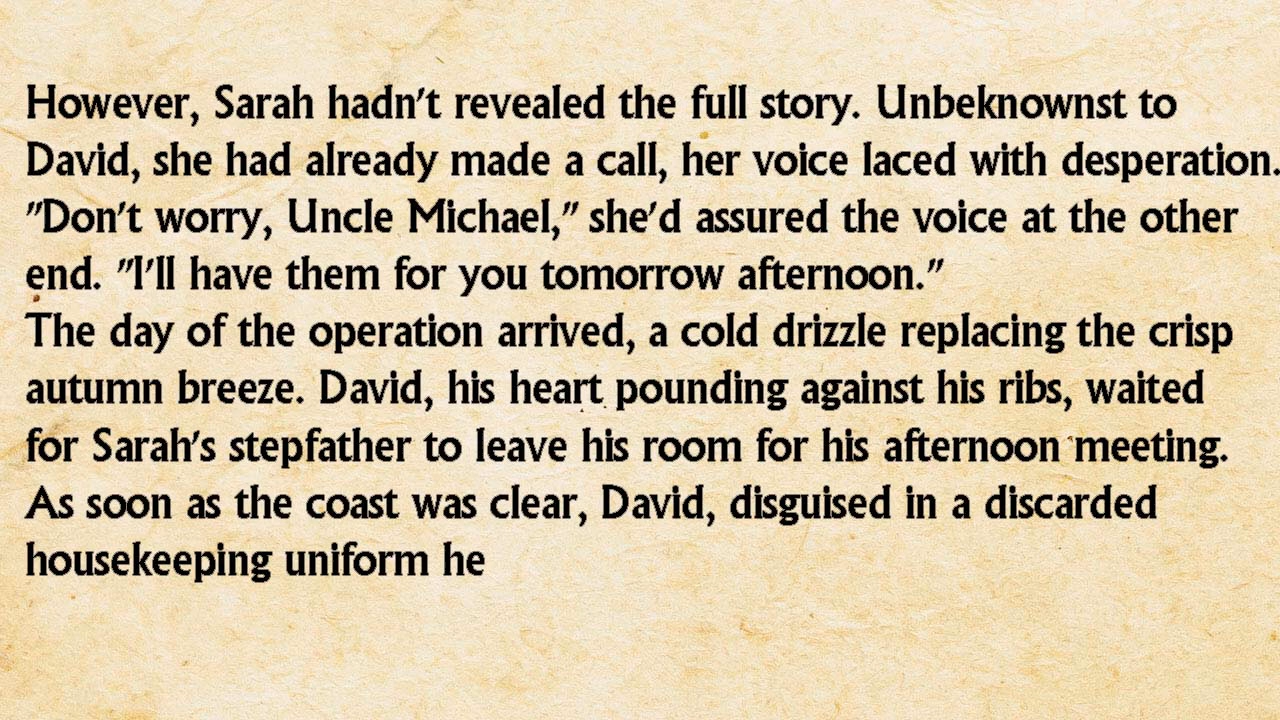 However, Sarah hadn't revealed the full story. Unbeknownst to
David, she had already made a call, her voice laced with desperation.
"Don't worry, Uncle Michael," she'd assured the voice at the other
end. "I'll have them for you tomorrow afternoon."
The day of the operation arrived, a cold drizzle replacing the crisp
autumn breeze. David, his heart pounding against his ribs, waited
for Sarah's stepfather to leave his room for his afternoon meeting.
As soon as the coast was clear, David, disguised in a discarded
housekeeping uniform he